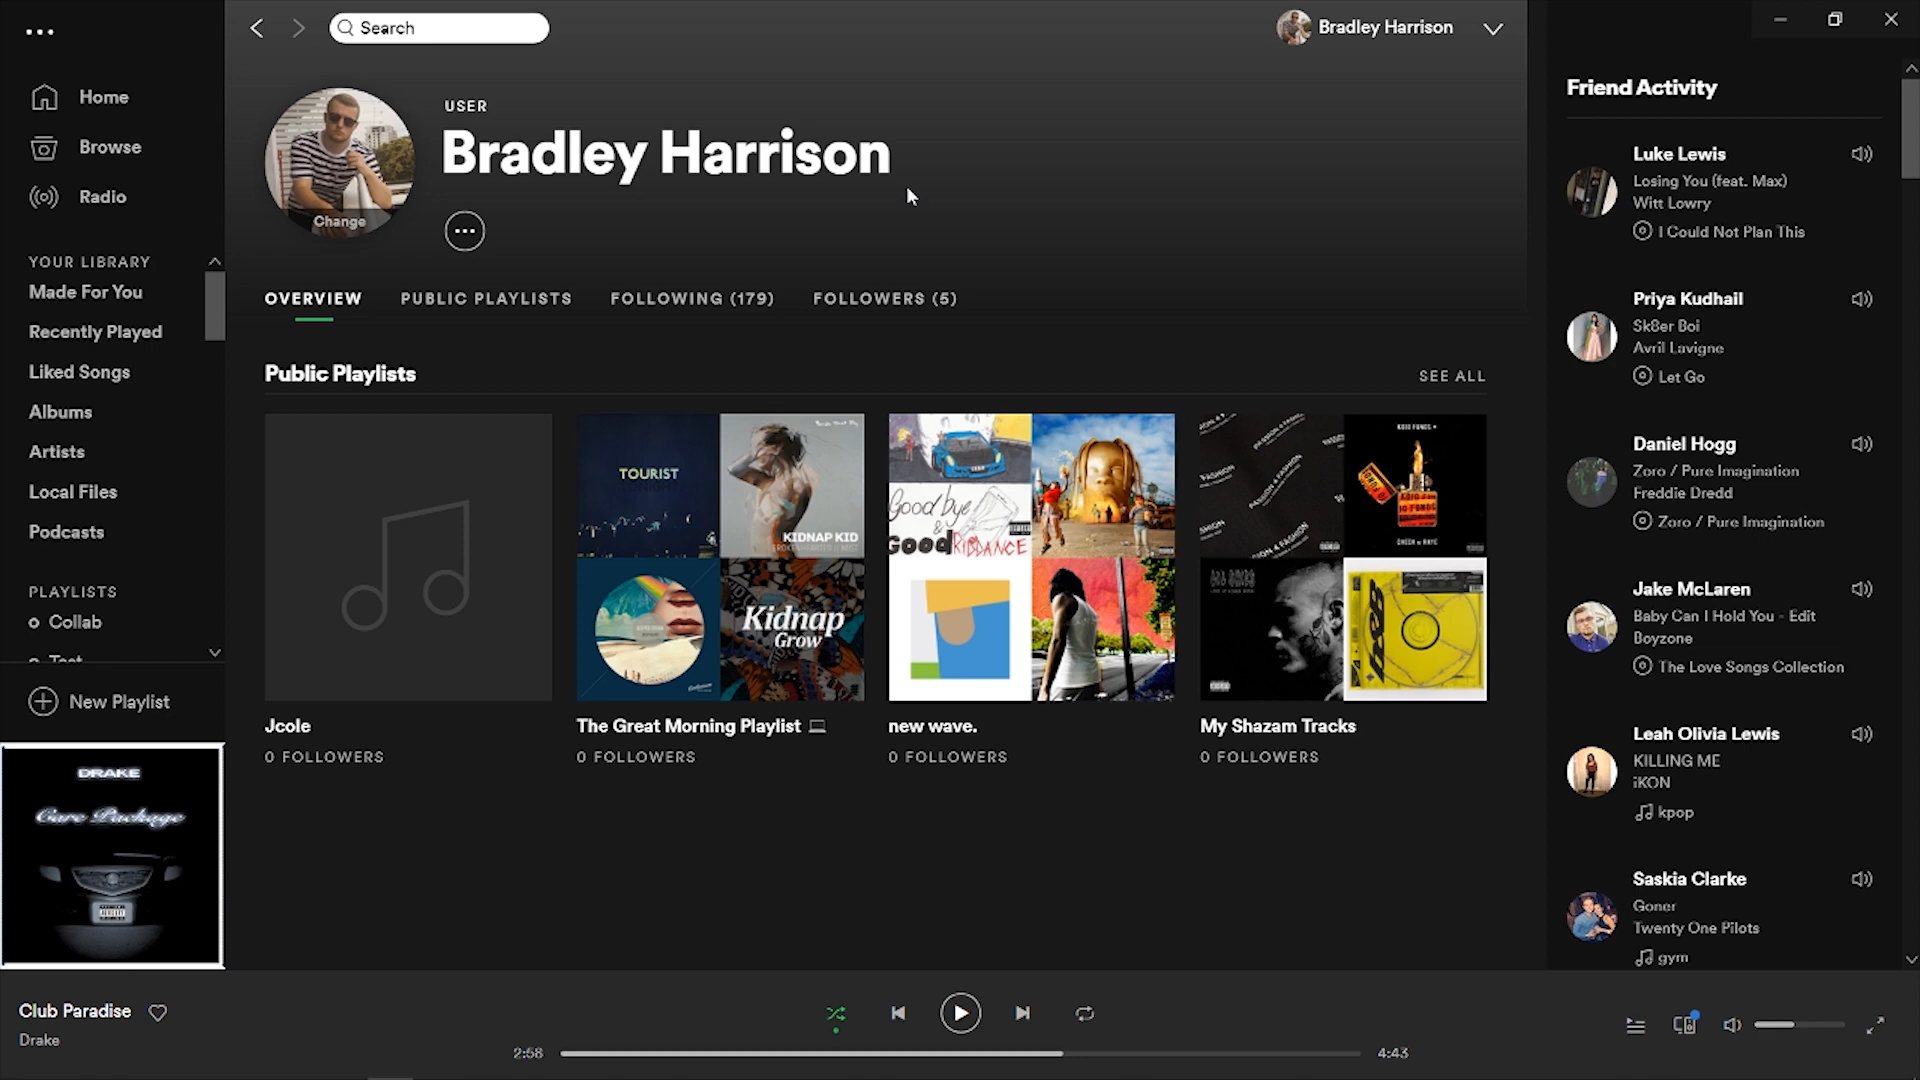 Search
Bradley Harrison
Home
Browse
Radio
YOUR LIBRARY
Made For You
Recently Played
Liked Songs
Albums
Artists
Local Files
Podcasts
PLAYLISTS
Collab
Test
New Playlist
DRAKE
Care Package
USER
Bradley Harrison
Change
OVERVIEW
PUBLIC PLAYLISTS
FOLLOWING (179)
FOLLOWERS (5)
Public Playlists
SEE ALL
TOURIST
KIDNAP KID
Kidnap
Grow
Good bye
&
Good RIDDANCE
FASHION
PASSION 4 FASHION
KOJO FUNDS
Jcole
0 FOLLOWERS
The Great Morning Playlist
0 FOLLOWERS
new wave.
0 FOLLOWERS
My Shazam Tracks
0 FOLLOWERS
Friend Activity
Luke Lewis
Losing You (feat. Max)
Witt Lowry
I Could Not Plan This
Priya Kudhail
Sk8er Boi
Avril Lavigne
Let Go
Daniel Hogg
Zoro / Pure Imagination
Freddie Dredd
Zoro / Pure Imagination
Jake McLaren
Baby Can I Hold You - Edit
Boyzone
The Love Songs Collection
Leah Olivia Lewis
KILLING ME
iKON
kpop
Saskia Clarke
Goner
Twenty One Pilots
gym
Club Paradise
Drake
2:58
4:43